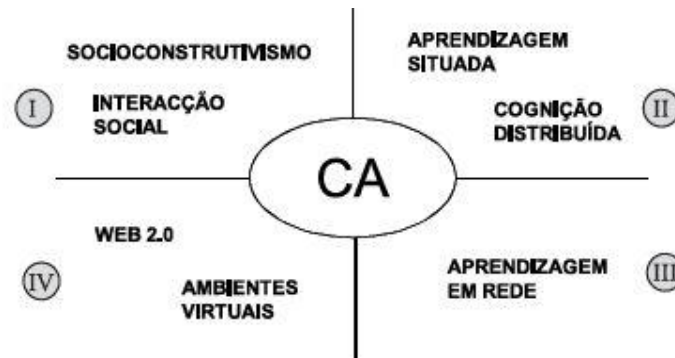 SOCIOCONSTRUTIVISMO
I
INTERACÇÃO
SOCIAL
APRENDIZAGEM
SITUADA
COGNIÇÃO
DISTRIBUÍDA
II
CA
WEB 2.0
IV
AMBIENTES
VIRTUAIS
APRENDIZAGEM
EM REDE
III